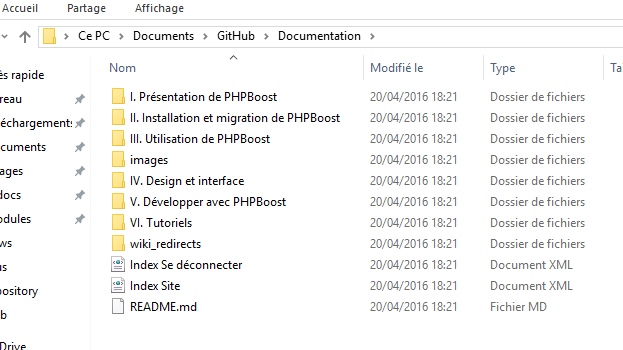 Accueil Partage Affichage
Ce PC Documents GitHub Documentation
Nom Modifié le Type Ta
ès rapide
I. Présentation de PHPBoost 20/04/2016 18:21 Dossier de fichiers
reau
II. Installation et migration de PHPBoost 20/04/2016 18:21 Dossier de fichiers
léchargements
III. Utilisation de PHPBoost 20/04/2016 18:21 Dossier de fichiers
ocuments
images 20/04/2016 18:21 Dossier de fichiers
ages
IV. Design et interface 20/04/2016 18:21 Dossier de fichiers
docs
V. Développer avec PHPBoost 20/04/2016 18:21 Dossier de fichiers
odules
VI. Tutoriels 20/04/2016 18:21 Dossier de fichiers
ws
wiki_redirects 20/04/2016 18:21 Dossier de fichiers
us
Index Se déconnecter 20/04/2016 18:21 Document XML
pository
Index Site 20/04/2016 18:21 Document XML
b
README.md 20/04/2016 18:21 Fichier MD
Drive